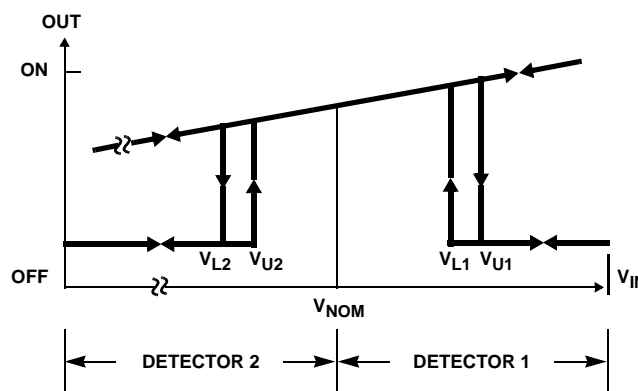 OUT
ON
V_L2 V_U2 V_L1 V_U1
OFF
V_IN
V_NOM
DETECTOR 2 DETECTOR 1